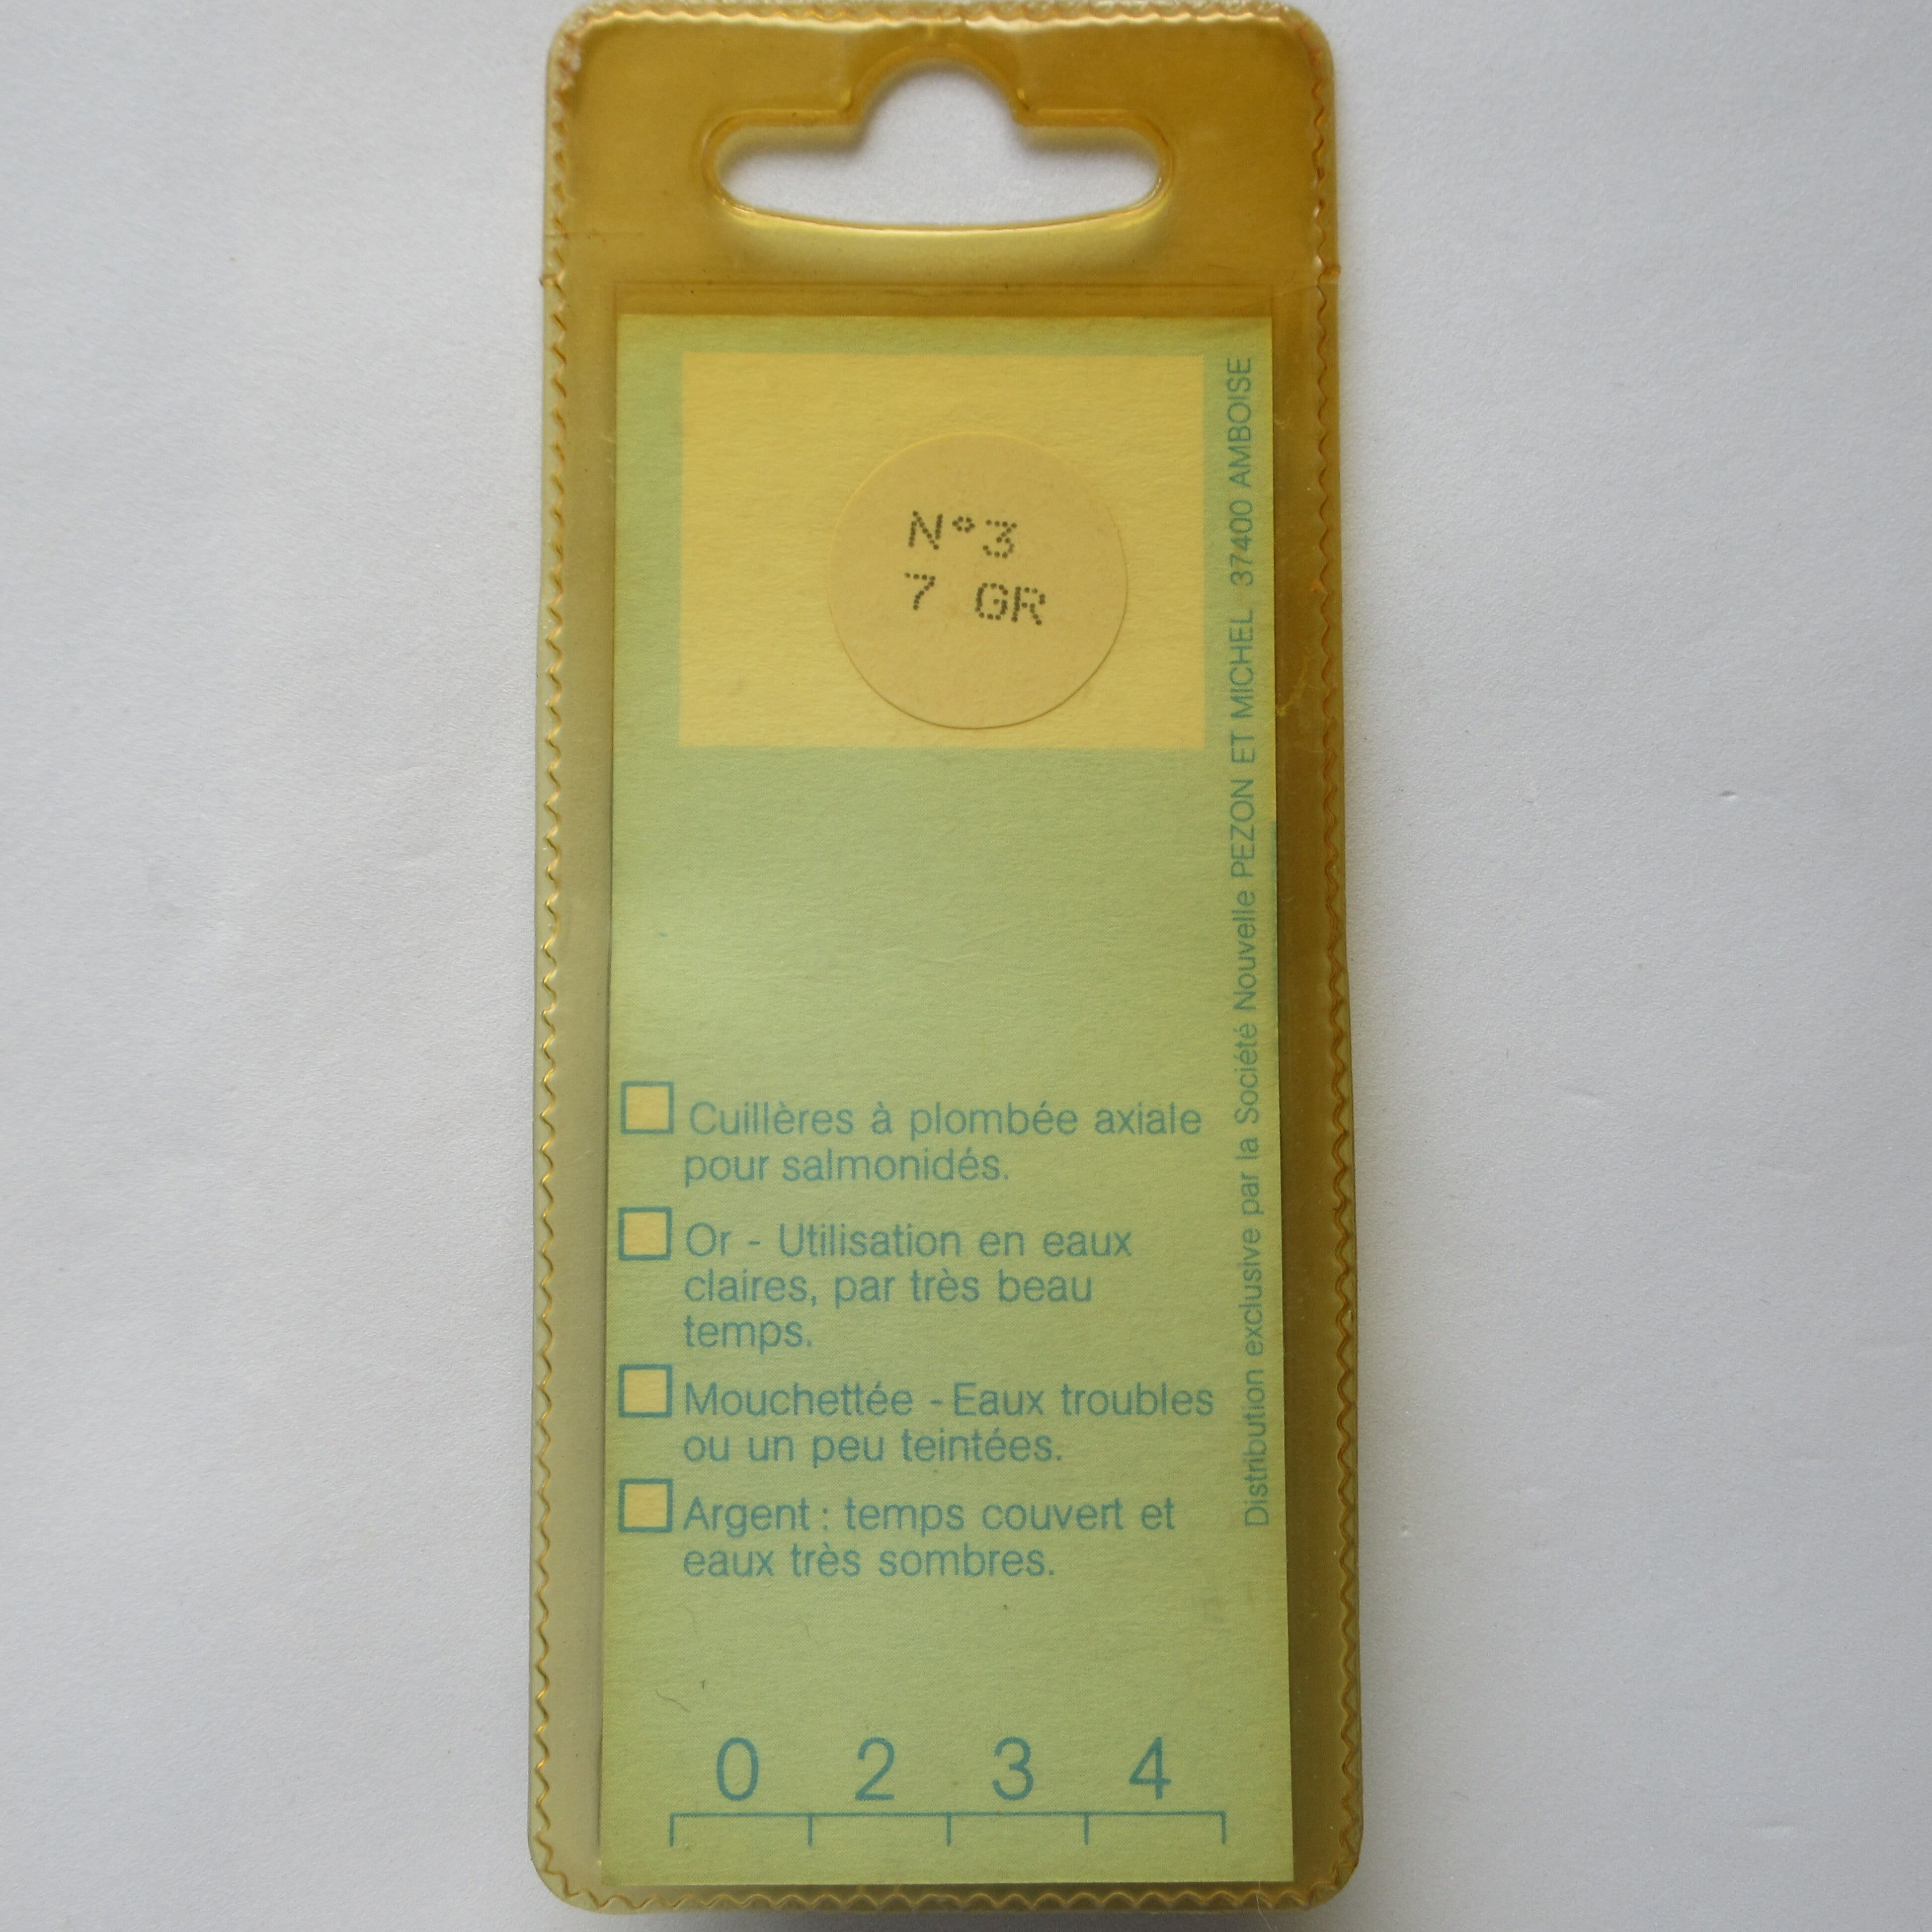 N°3
7 GR
Distribution exclusive par la Société Nouvelle PEZON ET MICHEL 37400 AMBOISE
Cuillères à plombée axiale
pour salmonidés.
Or - Utilisation en eaux
claires, par très beau
temps.
Mouchettée - Eaux troubles
ou un peu teintées.
Argent : temps couvert et
eaux très sombres.
0 2 3 4